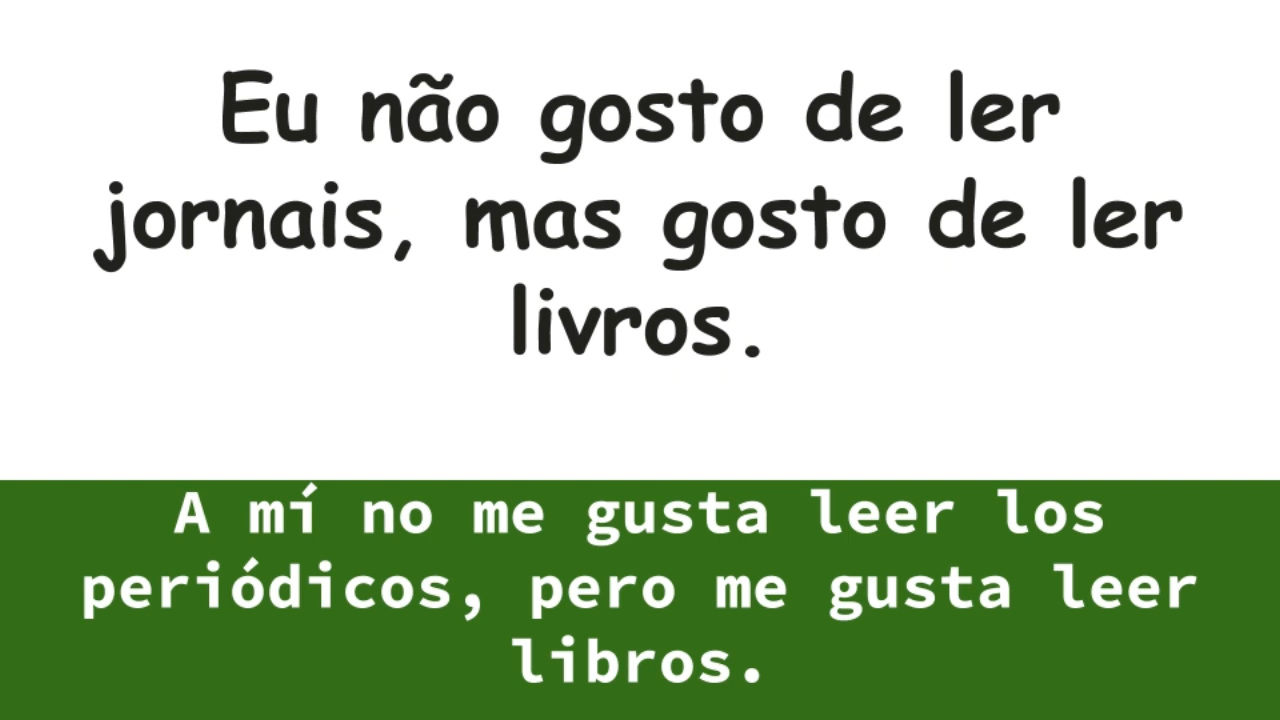 Eu não gosto de ler
jornais, mas gosto de ler
livros.
A mí no me gusta leer los
periódicos, pero me gusta leer
libros.